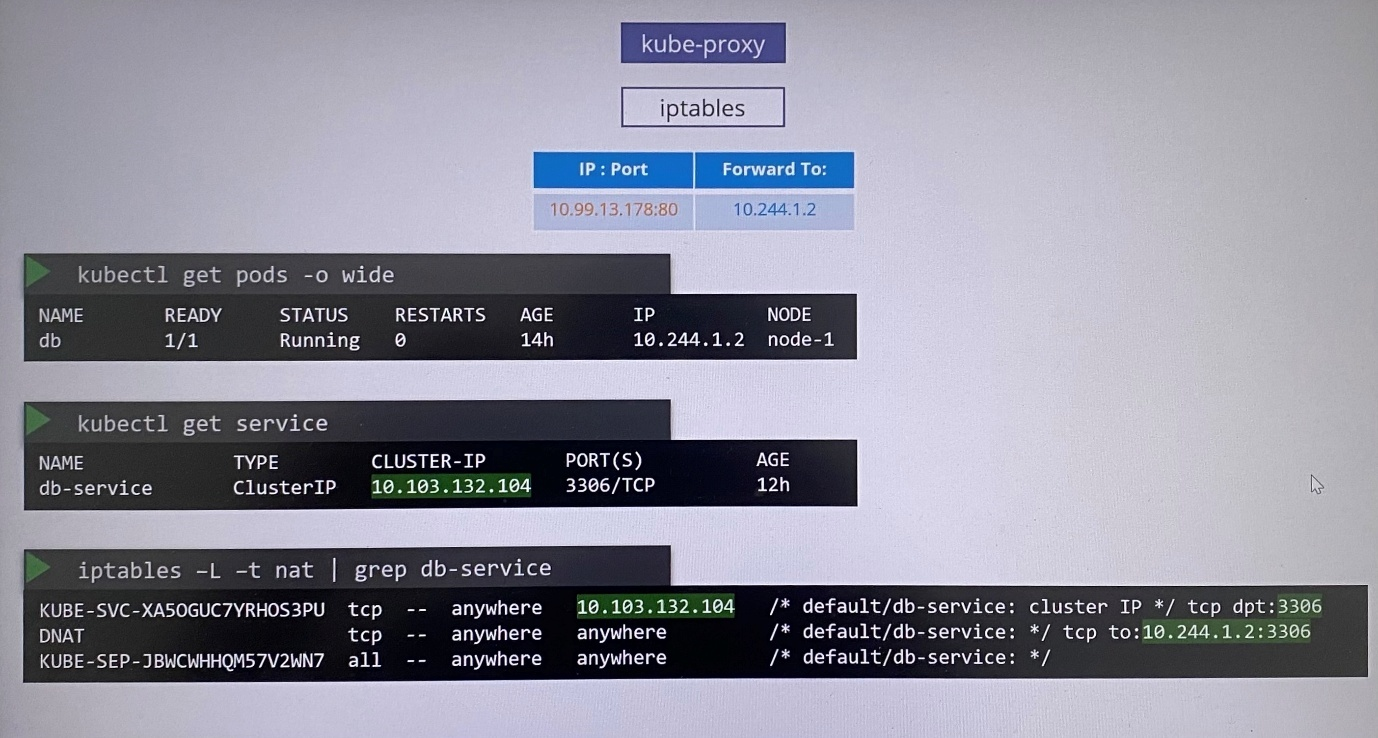 kube-proxy
iptables
IP : Port Forward To:
10.99.13.178:80 10.244.1.2
kubectl get pods -o wide
NAME READY STATUS RESTARTS AGE IP NODE
db 1/1 Running 0 14h 10.244.1.2 node-1
kubectl get service
NAME TYPE CLUSTER-IP PORT(S) AGE
db-service ClusterIP 10.103.132.104 3306/TCP 12h
iptables –L –t nat | grep db-service
KUBE-SVC-XA5OGUC7YRHOS3PU tcp -- anywhere 10.103.132.104 /* default/db-service: cluster IP */ tcp dpt:3306
DNAT tcp -- anywhere anywhere /* default/db-service: */ tcp to:10.244.1.2:3306
KUBE-SEP-JBWCWHHQM57V2WN7 all -- anywhere anywhere /* default/db-service: */